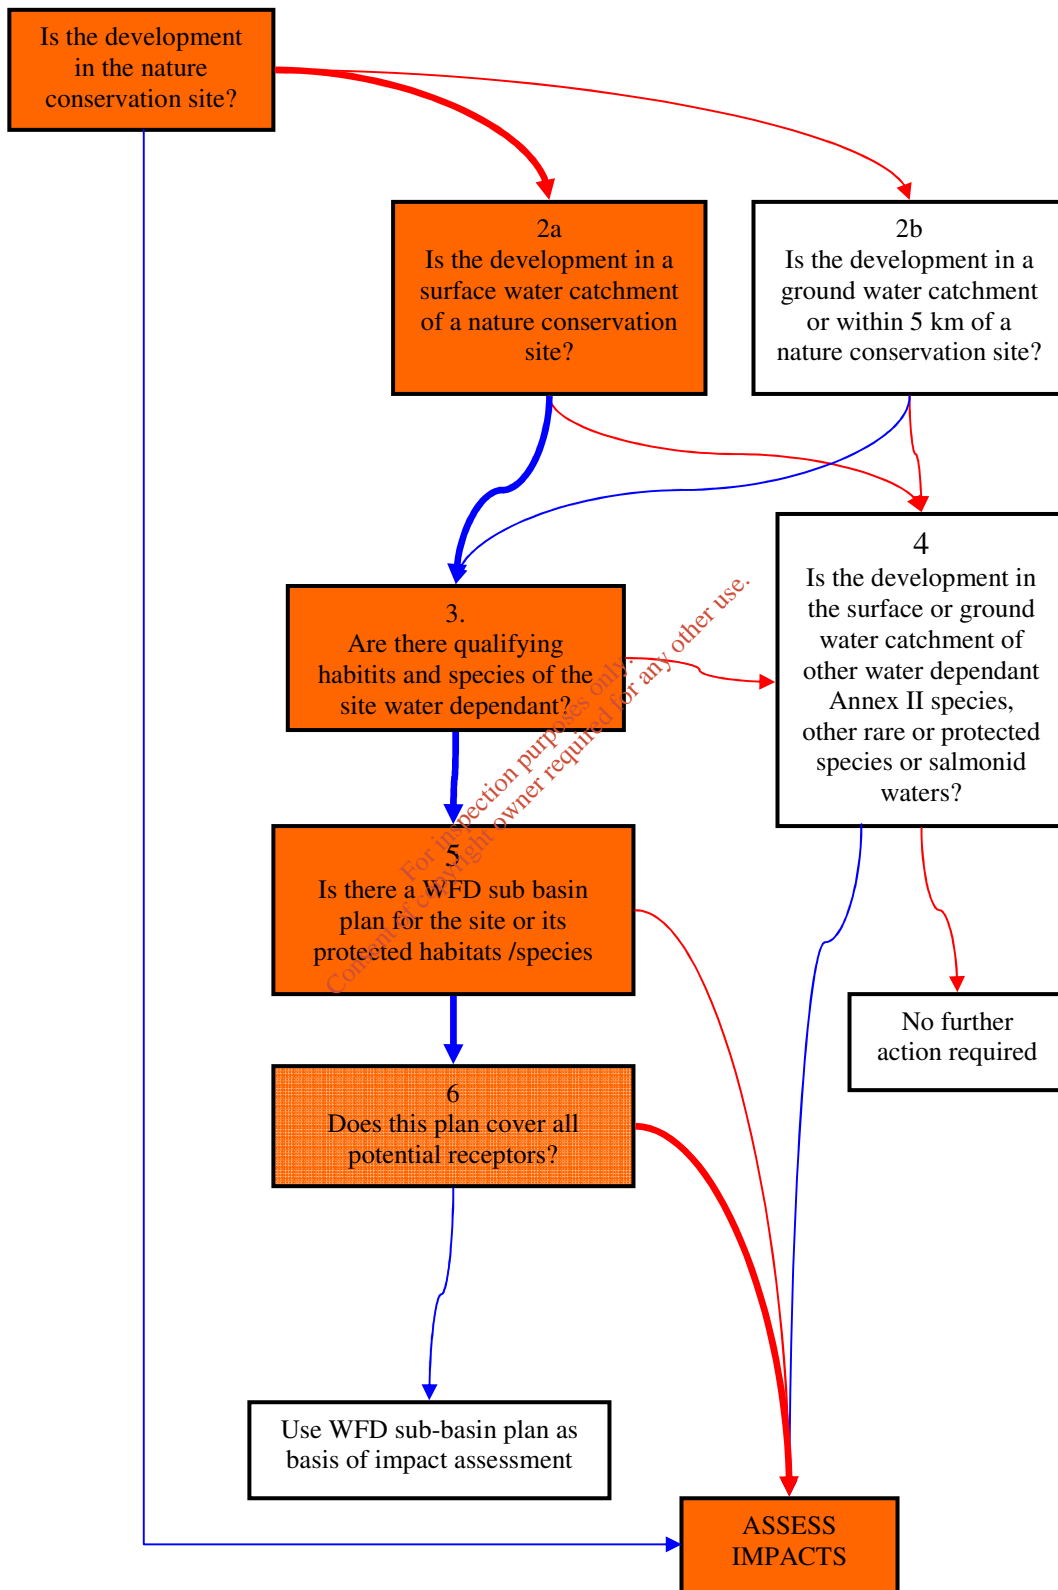 Is the development
in the nature
conservation site?
2a
Is the development in a
surface water catchment
of a nature conservation
site?
2b
Is the development in a
ground water catchment
or within 5 km of a
nature conservation site?
3.
Are there qualifying
habitits and species of the
site water dependant?
4
Is the development in
the surface or ground
water catchment of
other water dependant
Annex II species,
other rare or protected
species or salmonid
waters?
5
Is there a WFD sub basin
plan for the site or its
protected habitats /species
No further
action required
6
Does this plan cover all
potential receptors?
Use WFD sub-basin plan as
basis of impact assessment
ASSESS
IMPACTS
For inspection purposes only.
Consent of copyright owner required for any other use.